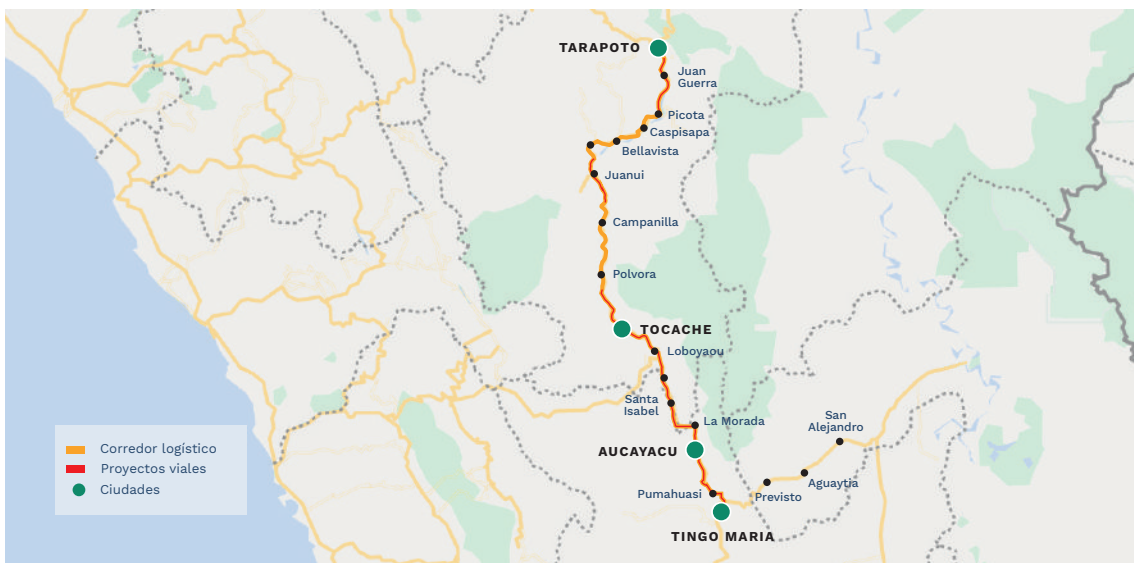 TARAPOTO
Juan
Guerra
Picota
Caspisapa
Bellavista
Juanui
Campanilla
Polvora
TOCACHE
Loboyaou
Santa
Isabel
La Morada
San
Alejandro
AUCAYACU
Aguaytia
Pumahuasi
Previsto
TINGO MARIA
Corredor logístico
Proyectos viales
Ciudades